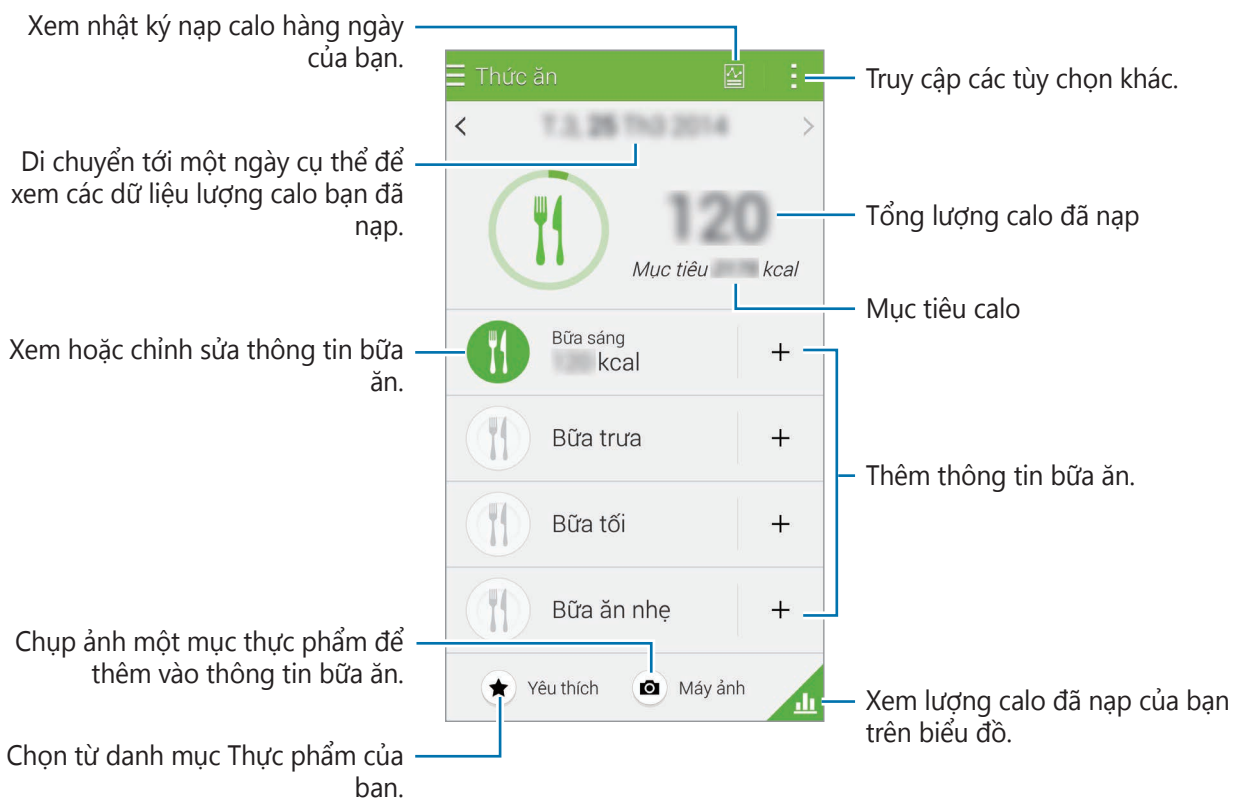 Xem nhật ký nạp calo hàng ngày
của bạn.
Thức ăn
Truy cập các tùy chọn khác.
T.3, 25 Th3 2014
Di chuyển tới một ngày cụ thể để
xem các dữ liệu lượng calo bạn đã
nạp.
120
Tổng lượng calo đã nạp
Mục tiêu kcal
Mục tiêu calo
Xem hoặc chỉnh sửa thông tin bữa
ăn.
Bữa sáng
120 kcal
Bữa trưa
Thêm thông tin bữa ăn.
Bữa tối
Bữa ăn nhẹ
Chụp ảnh một mục thực phẩm để
thêm vào thông tin bữa ăn.
Yêu thích
Máy ảnh
Xem lượng calo đã nạp của bạn
trên biểu đồ.
Chọn từ danh mục Thực phẩm của
bạn.